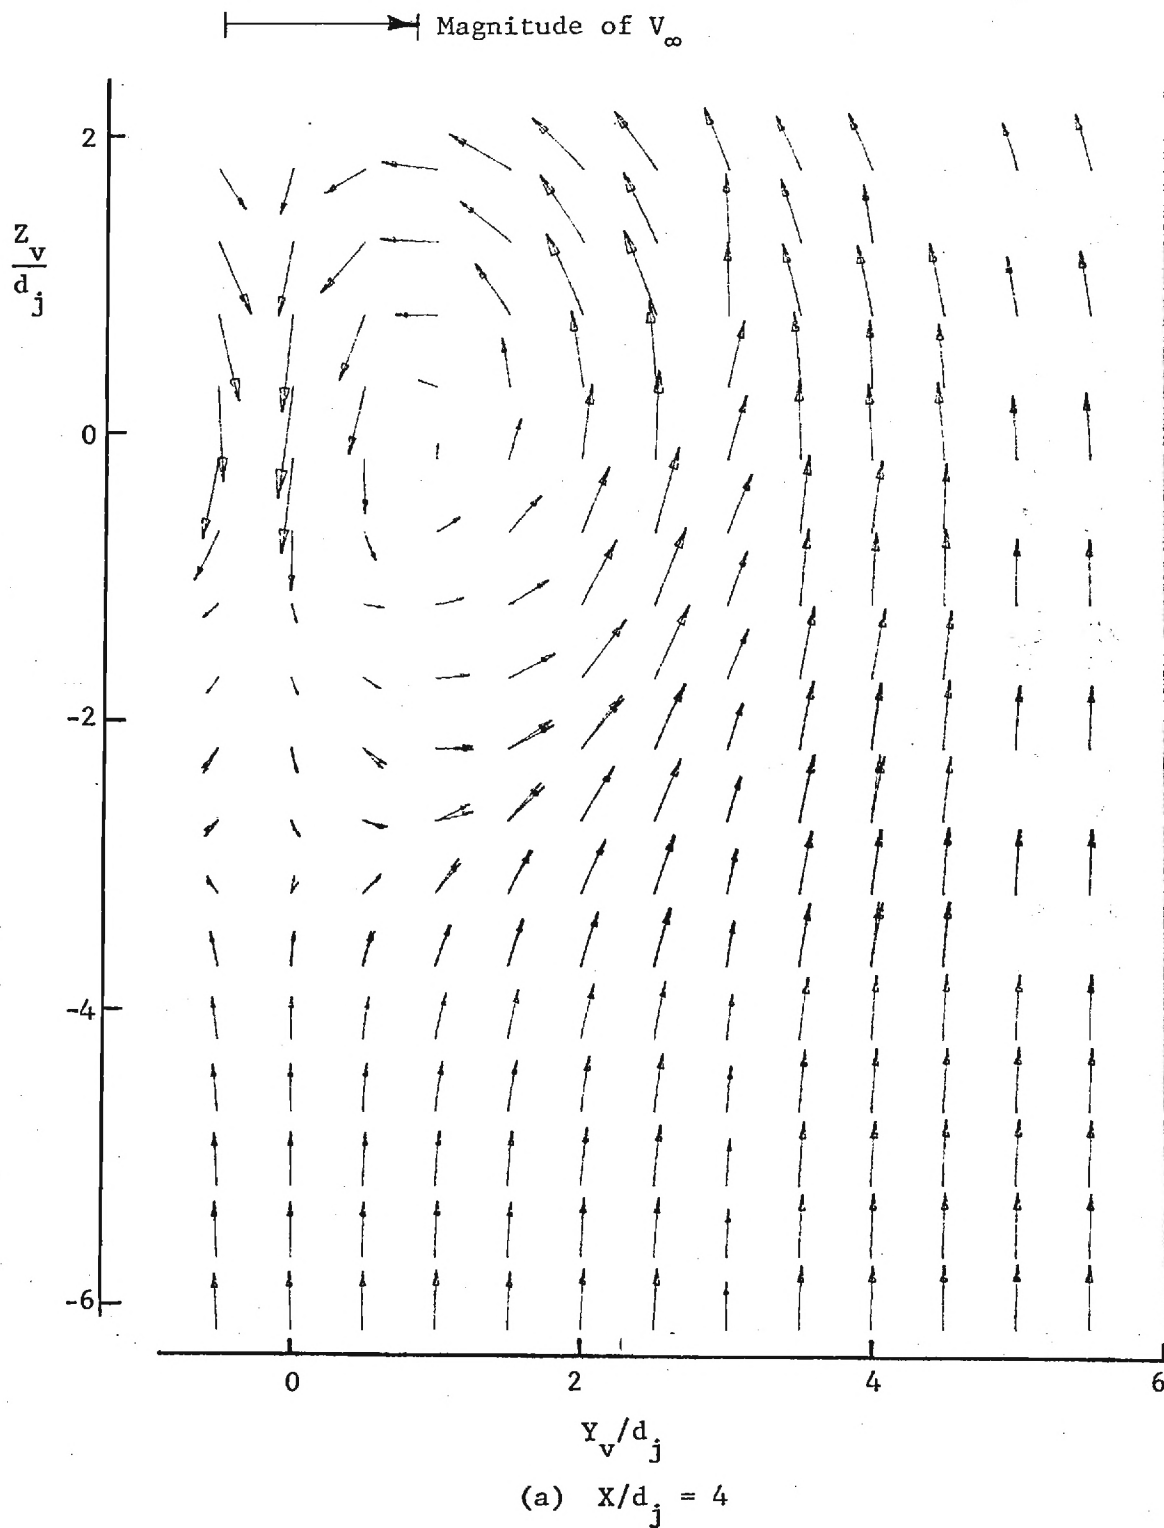 Magnitude of V∞
2
Z_v
d_j
0
-2
-4
-6
0 2 4 6
Y_v/d_j
(a) X/d_j = 4